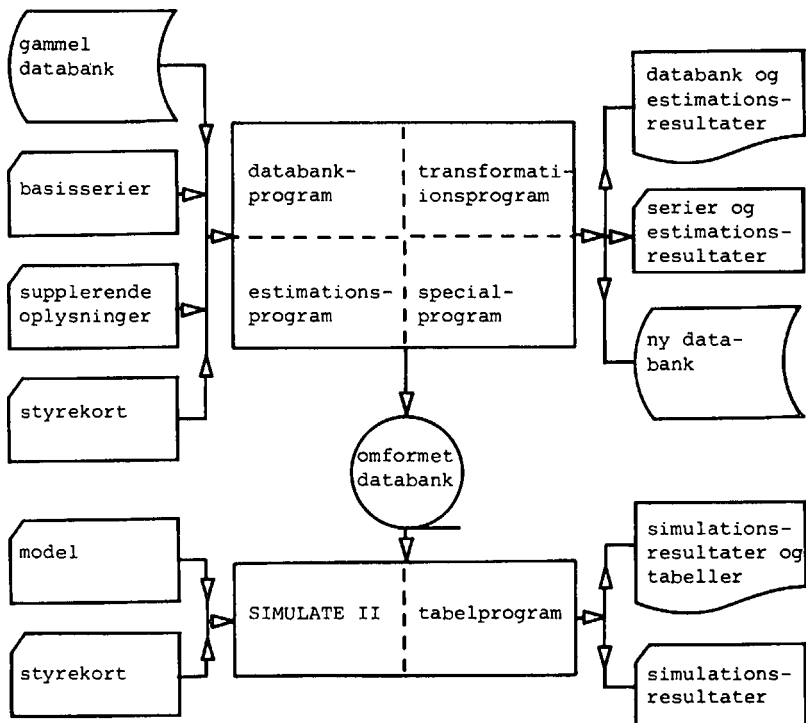 gammel
databank
basisserier
supplerende
oplysninger
styrekort
databank-
program
transformati-
ionsprogram
estimations-
program
special-
program
databank og
estimations-
resultater
serier og
estimations-
resultater
ny data-
bank
omformet
databank
model
styrekort
SIMULATE II
tabelprogram
simulations-
resultater og
tabeller
simulations-
resultater